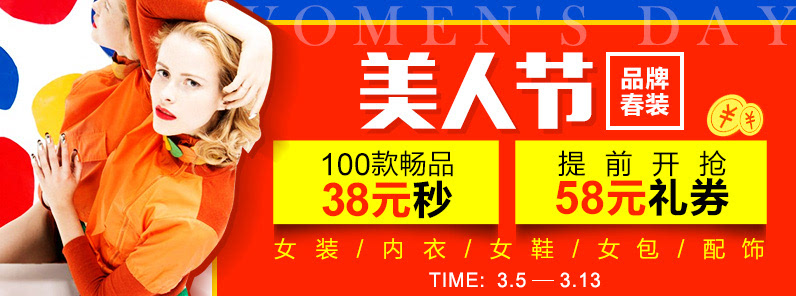 WOMEN'S DAY
美人节
品牌
春装
100款畅品
38元秒
提前开抢
58元礼券
女装/内衣/女鞋/女包/配饰
TIME: 3.5 — 3.13